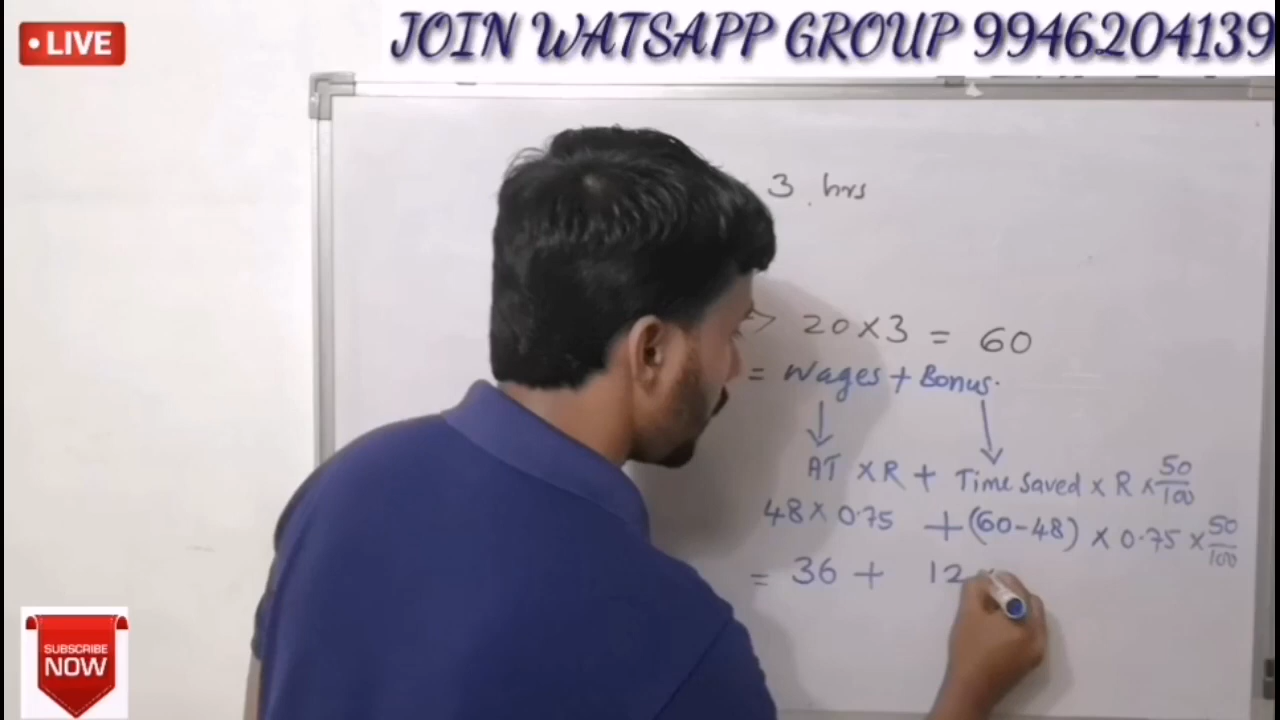 • LIVE
JOIN WATSAPP GROUP 9946204139
3 hrs
20 × 3 = 60
= Wages + Bonus.
AT × R + Time Saved × R × 50/100
48 × 0.75 + (60-48) × 0.75 × 50/100
= 36 + 12
SUBSCRIBE
NOW